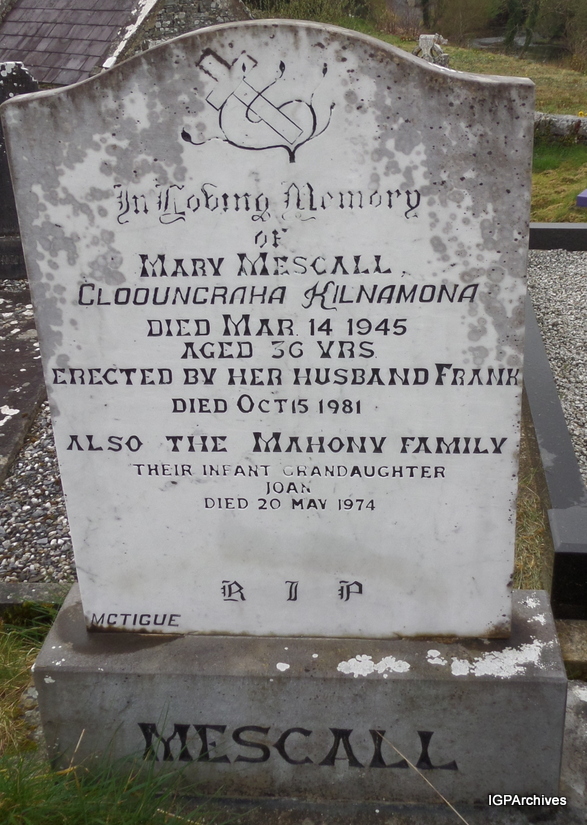 In Loving Memory
OF
MARY MESCALL
CLOOUNCRAHA KILNAMONA
DIED MAR. 14 1945
AGED 36 YRS.
ERECTED BY HER HUSBAND FRANK
DIED OCT 15 1981
ALSO THE MAHONY FAMILY
THEIR INFANT GRANDAUGHTER
JOAN
DIED 20 MAY 1974
R I P
MCTIGUE
MESCALL
IGPArchives